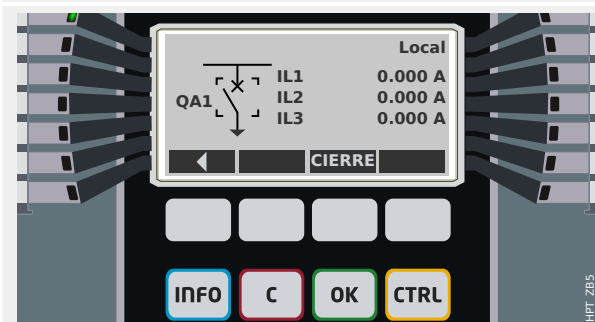 Local
IL1 0.000 A
QA1 IL2 0.000 A
IL3 0.000 A
CIERRE
INFO C OK CTRL
HPT_ZB5